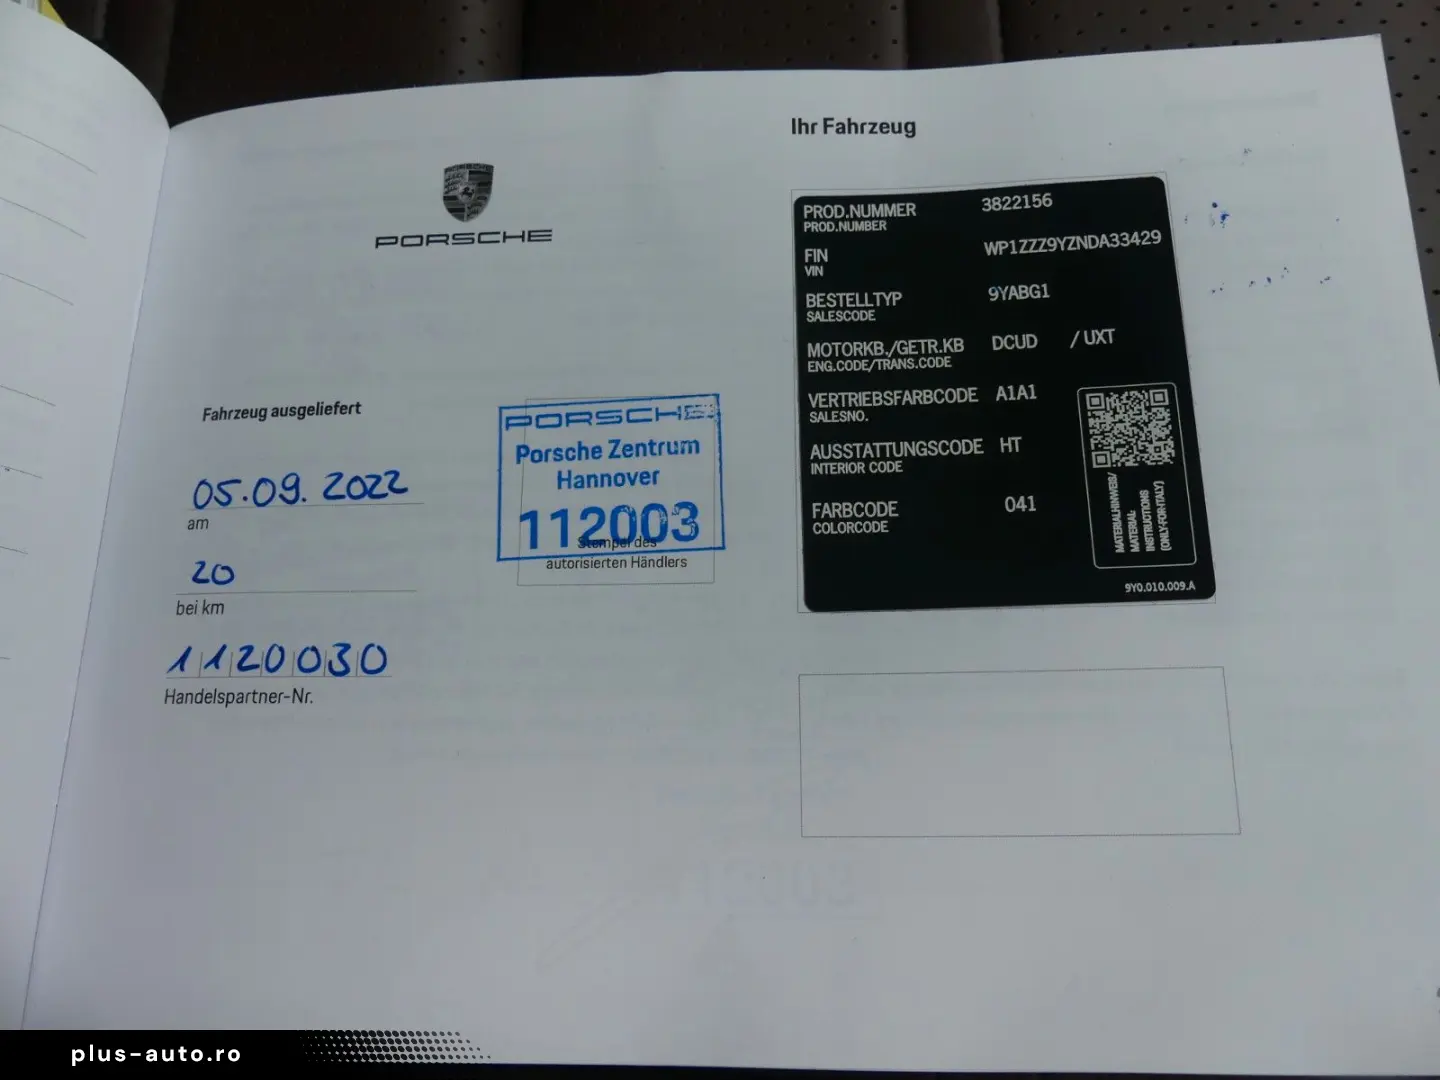 PORSCHE
PORSCHE
Fahrzeug ausgeliefert
05.09.2022
am
20
bei km
1120030
Handelspartner-Nr.
PORSCHE
Porsche Zentrum
Hannover
112003
Stempel des
autorisierten Händlers
Ihr Fahrzeug
PROD.NUMMER 3822156
PROD.NUMBER
FIN WP1ZZZ9YZNDA33429
VIN
BESTELLTYP 9YABG1
SALESCODE
MOTORKB./GETR.KB DCUD / UXT
ENG.CODE/TRANS.CODE
VERTRIEBSFARBCODE A1A1
SALESNO.
AUSSTATTUNGSCODE HT
INTERIOR CODE
FARBCODE 041
COLORCODE
MATERIALHINWEIS/
MATERIAL-
INSTRUCTIONS
(ONLY-FOR-ITALY)
9Y0.010.009.A
plus-auto.ro